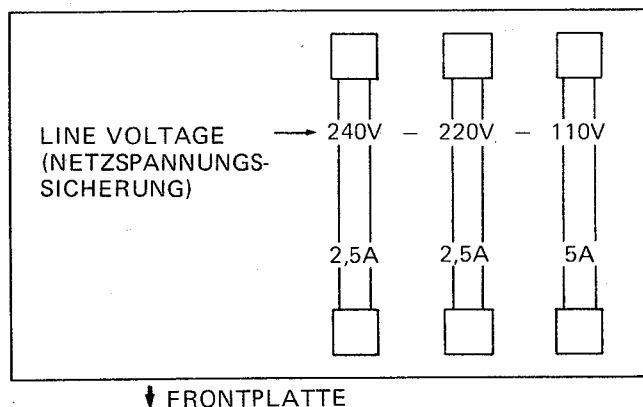 LINE VOLTAGE → 240V – 220V – 110V
(NETZSPANNUNGS-
SICHERUNG)
2,5A 2,5A 5A
FRONTPLATTE